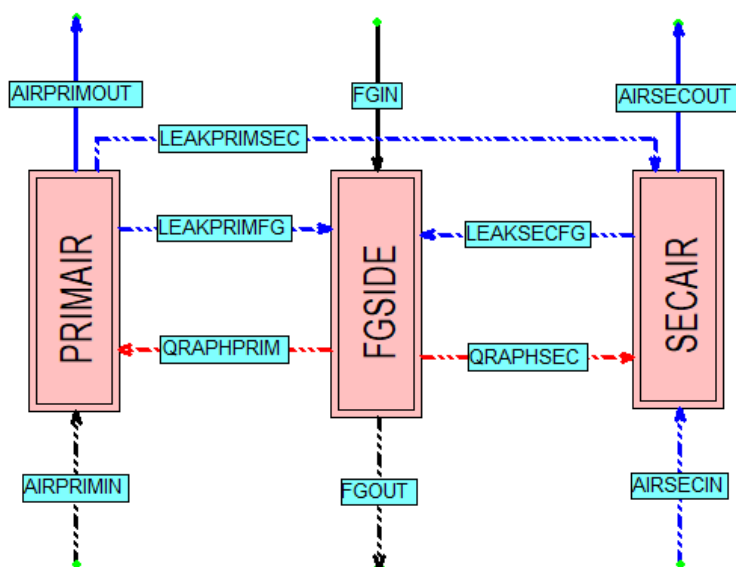 AIRPRIMOUT
FGIN
AIRSECOUT
LEAKPRIMSEC
LEAKPRIMFG
LEAKSECFG
PRIMAIR
FGSIDE
SECAIR
QRAPHPRIM
QRAPHSEC
AIRPRIMIN
FGOUT
AIRSECIN